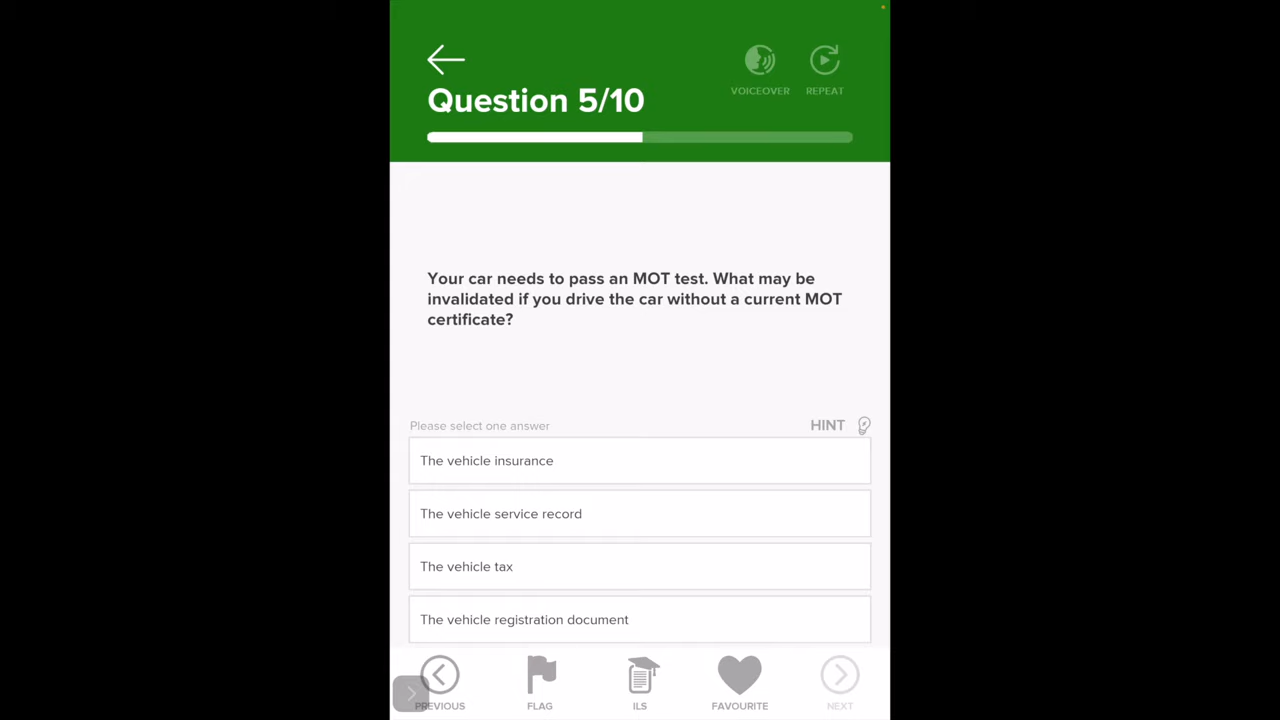 VOICEOVER
REPEAT
Question 5/10
Your car needs to pass an MOT test. What may be
invalidated if you drive the car without a current MOT
certificate?
Please select one answer
HINT
The vehicle insurance
The vehicle service record
The vehicle tax
The vehicle registration document
PREVIOUS
FLAG
ILS
FAVOURITE
NEXT